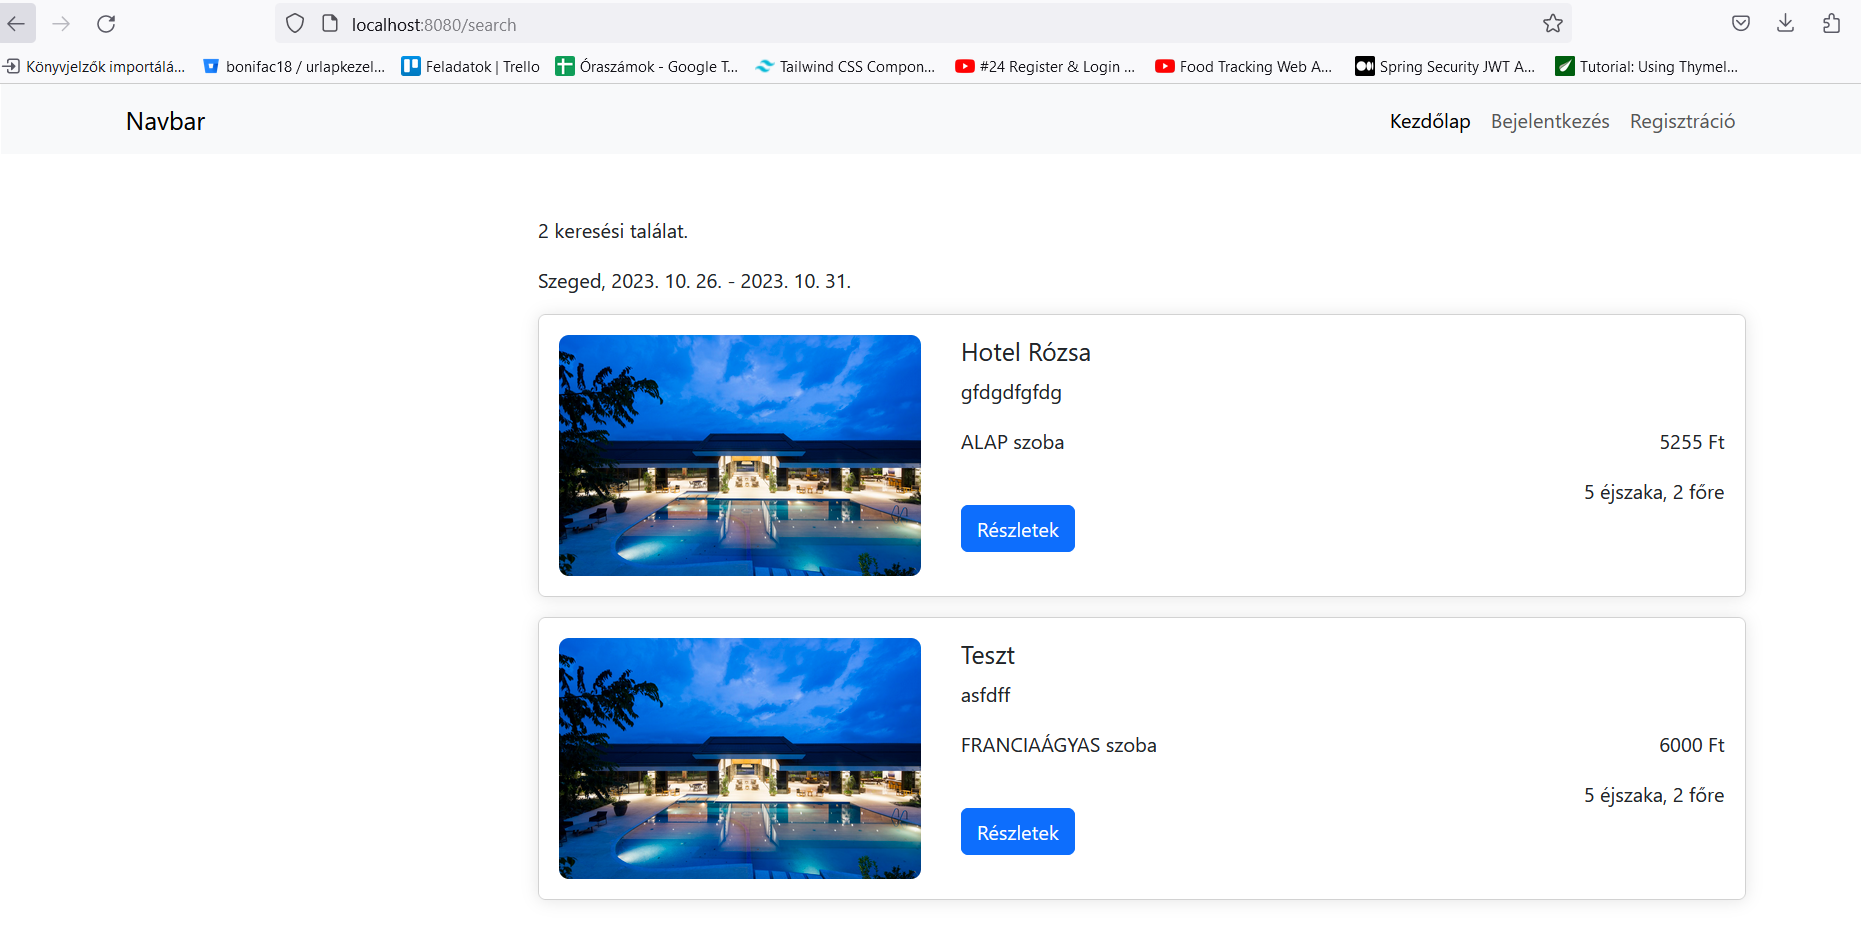 localhost:8080/search
Könyvjelzők importálá... bonifac18 / urlapkezel... Feladatok | Trello Óraszámok - Google T... Tailwind CSS Compon... #24 Register & Login ... Food Tracking Web A... Spring Security JWT A... Tutorial: Using Thymel...
Navbar Kezdőlap Bejelentkezés Regisztráció
2 keresési találat.
Szeged, 2023. 10. 26. - 2023. 10. 31.
Hotel Rózsa
gfdgdfgfdg
ALAP szoba 5255 Ft
5 éjszaka, 2 főre
Részletek
Teszt
asfdff
FRANCIAÁGYAS szoba 6000 Ft
5 éjszaka, 2 főre
Részletek